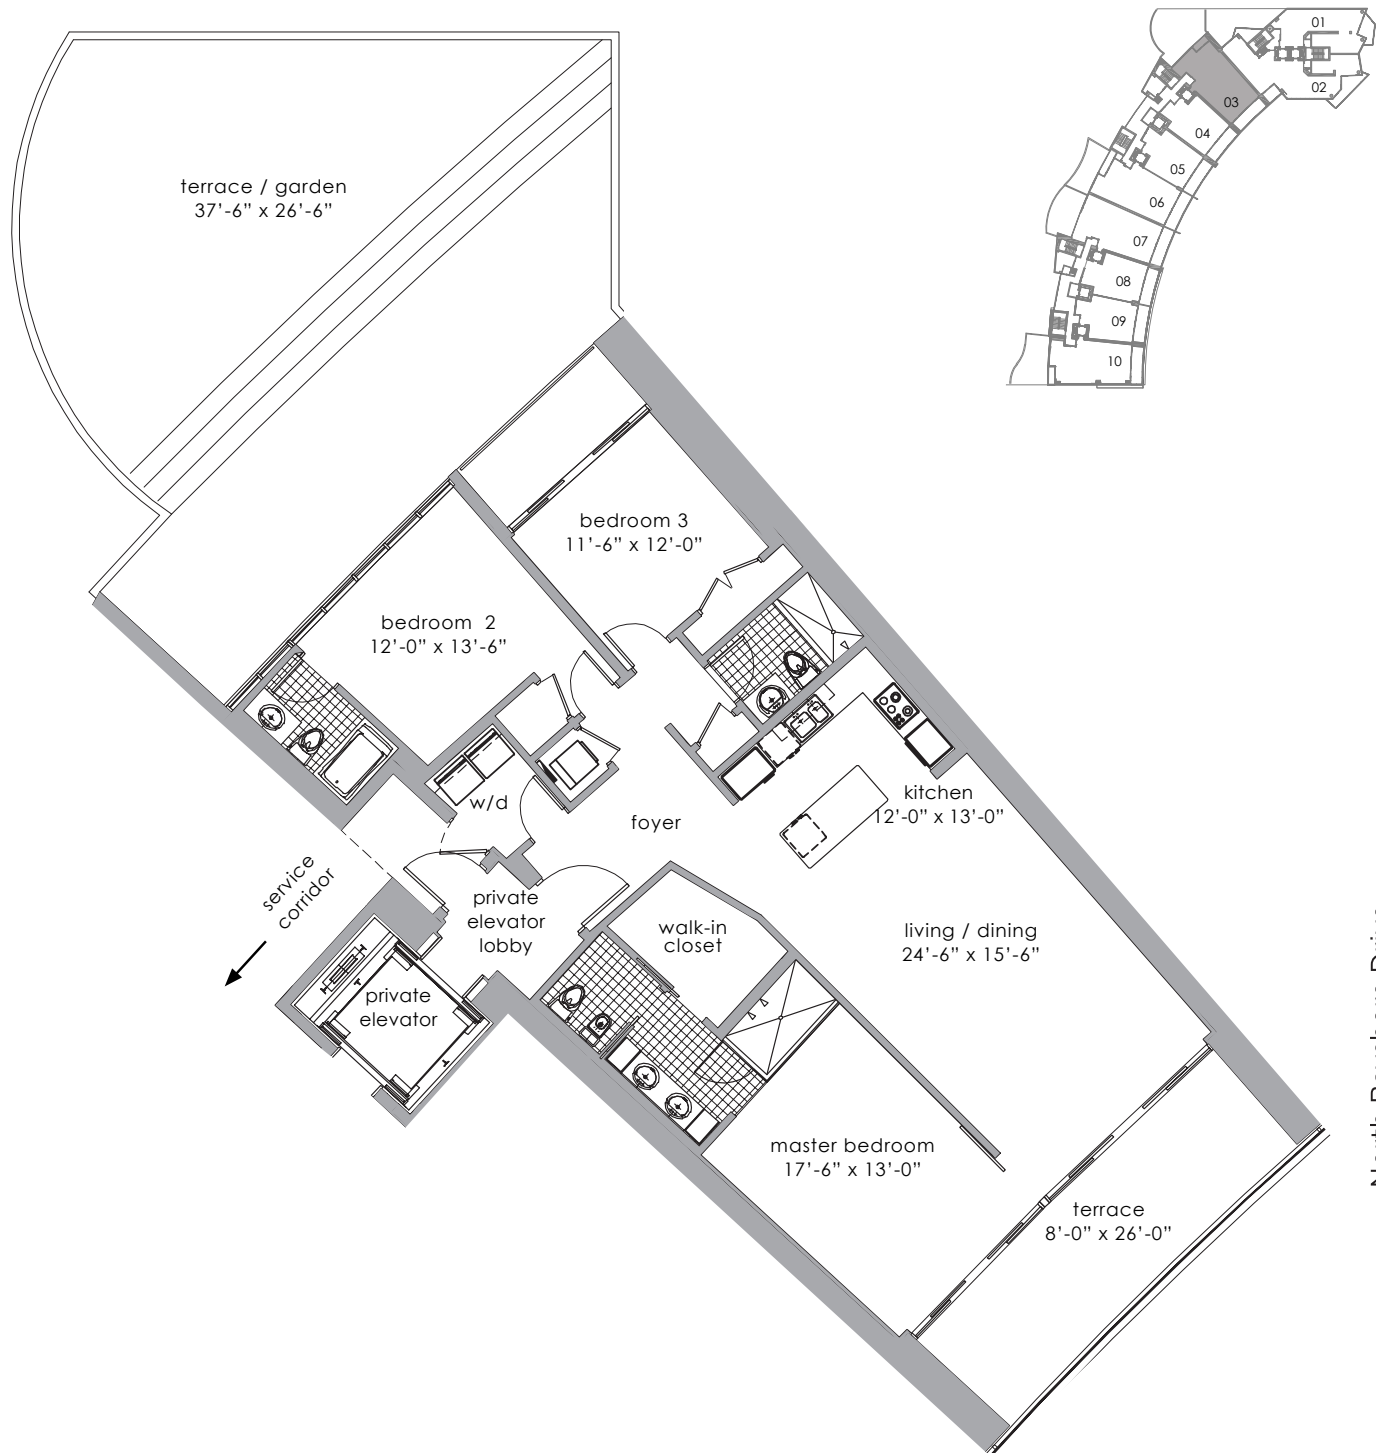 01
02
03
04
05
06
07
08
09
10
terrace / garden
37’-6” x 26’-6”
bedroom 3
11’-6” x 12’-0”
bedroom 2
12’-0” x 13’-6”
w/d
foyer
kitchen
12’-0” x 13’-0”
service
corridor
private
elevator
lobby
walk-in
closet
living / dining
24’-6” x 15’-6”
private
elevator
master bedroom
17’-6” x 13’-0”
terrace
8’-0” x 26’-0”